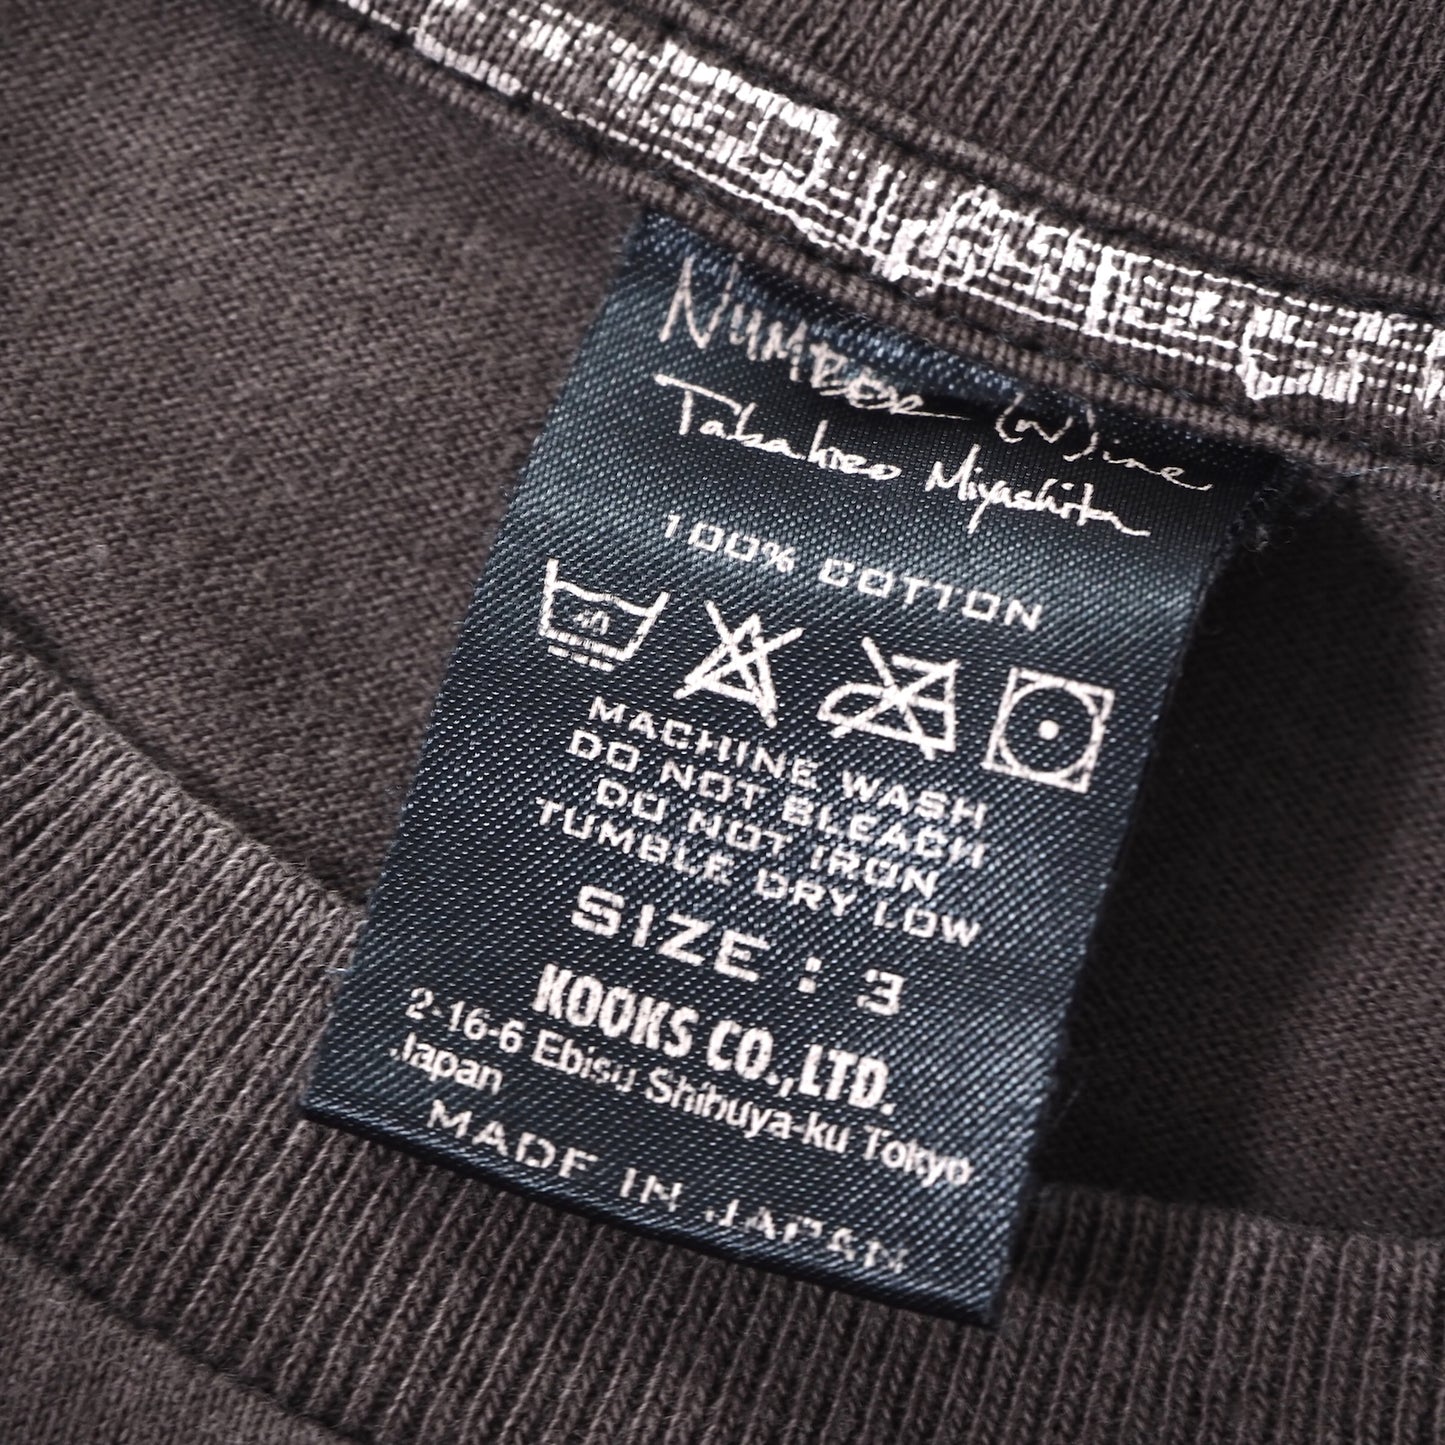 Number (N)ine
Takahiro Miyashita
100% COTTON
40
MACHINE WASH
DO NOT BLEACH
DO NOT IRON
TUMBLE DRY LOW
SIZE : 3
KOOKS CO.,LTD.
2-16-6 Ebisu Shibuya-ku Tokyo
Japan
MADE IN JAPAN